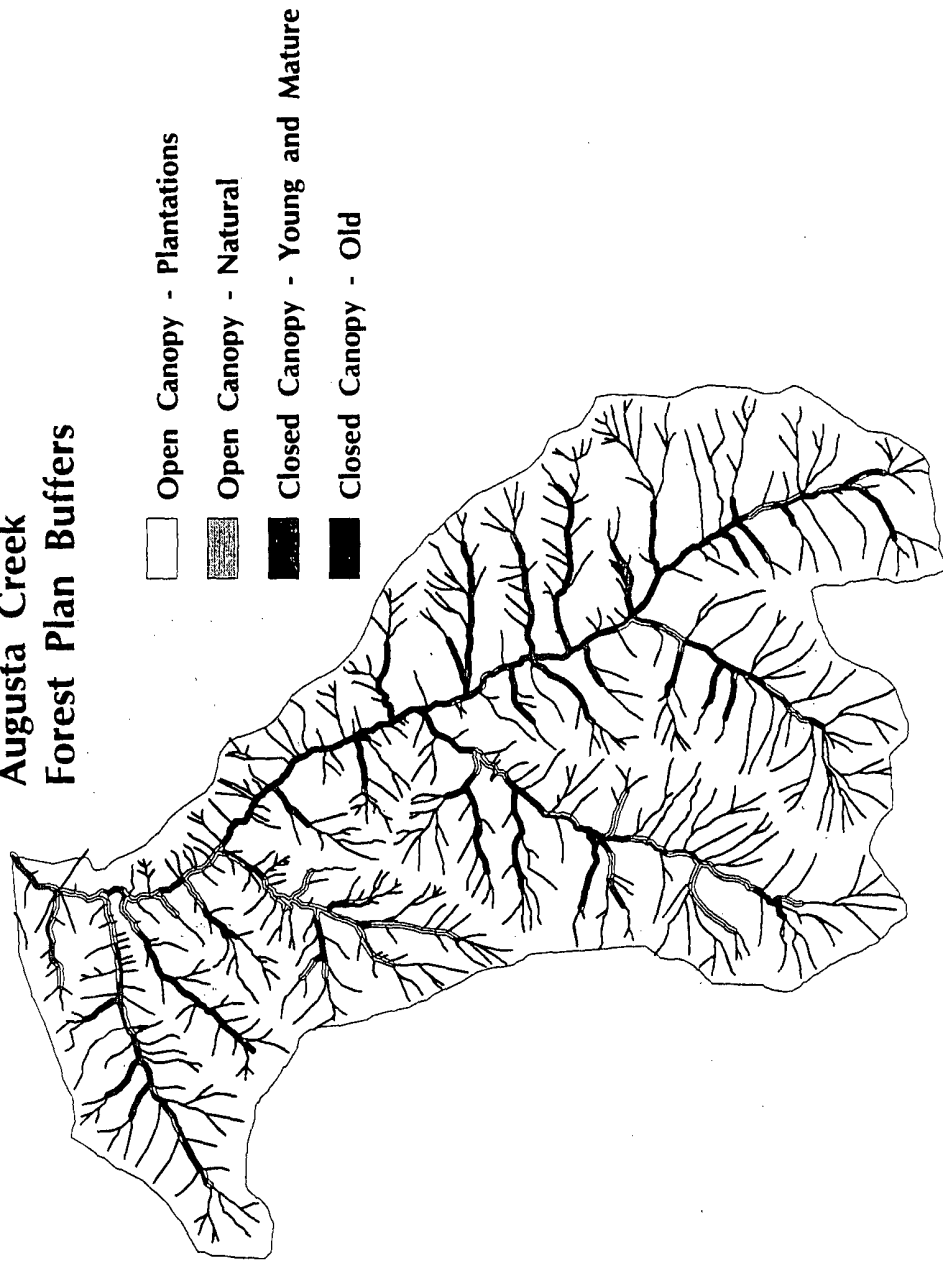 Augusta Creek
Forest Plan Buffers
Open Canopy - Plantations
Open Canopy - Natural
Closed Canopy - Young and Mature
Closed Canopy - Old